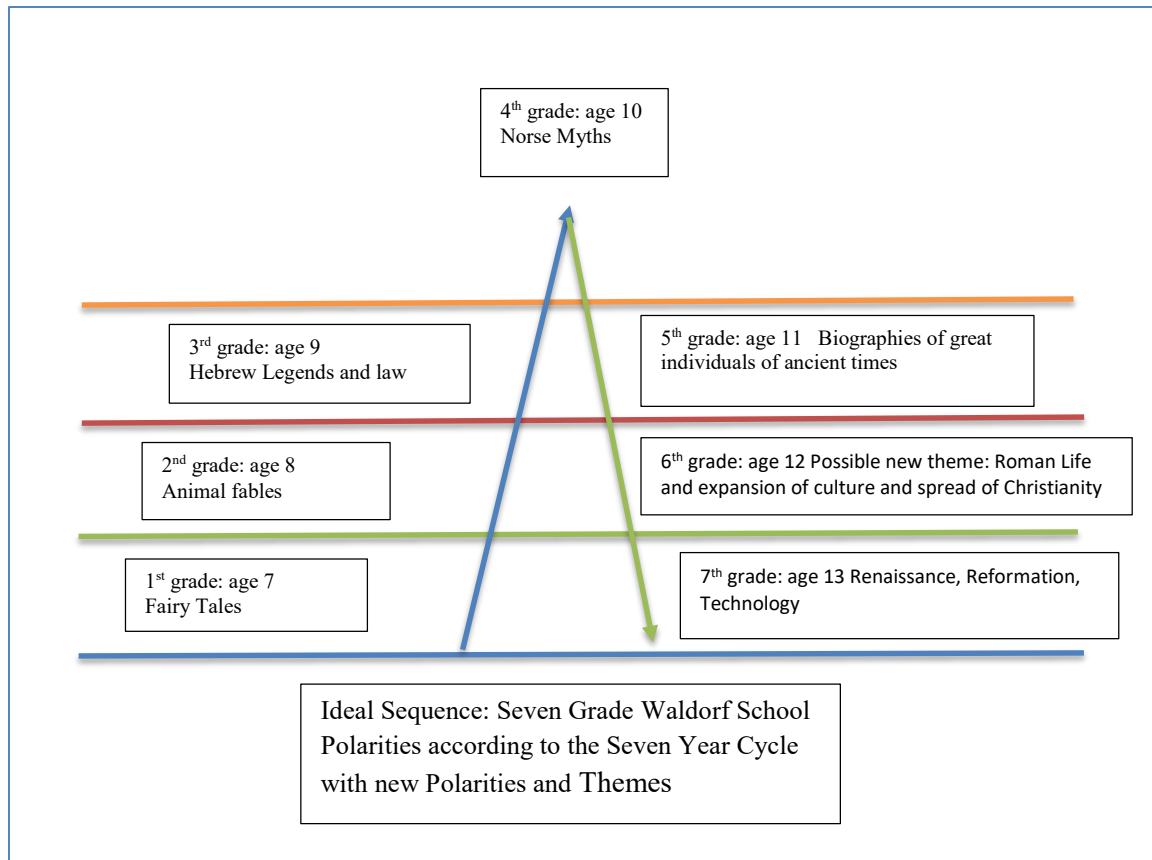 4th grade: age 10
Norse Myths
3rd grade: age 9
Hebrew Legends and law
5th grade: age 11   Biographies of great
individuals of ancient times
2nd grade: age 8
Animal fables
6th grade: age 12 Possible new theme: Roman Life
and expansion of culture and spread of Christianity
1st grade: age 7
Fairy Tales
7th grade: age 13 Renaissance, Reformation,
Technology
Ideal Sequence: Seven Grade Waldorf School
Polarities according to the Seven Year Cycle
with new Polarities and Themes